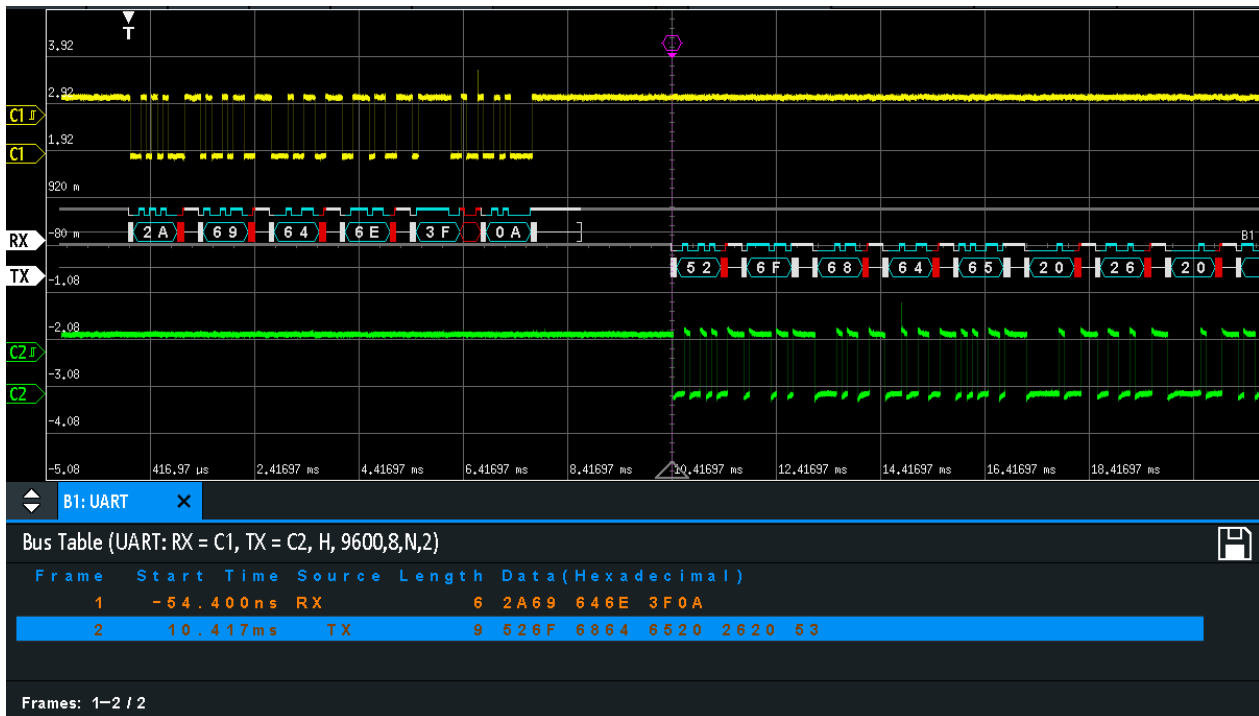 T
3.92
2.92
C1
1.92
C1
920 m
RX -80 m 2A 69 64 6E 3F 0A B1
TX -1.08 52 6F 68 64 65 20 26 20
-2.08
C2
-3.08
C2
-4.08
-5.08 416.97 µs 2.41697 ms 4.41697 ms 6.41697 ms 8.41697 ms 10.41697 ms 12.41697 ms 14.41697 ms 16.41697 ms 18.41697 ms
B1: UART ×
Bus Table (UART: RX = C1, TX = C2, H, 9600,8,N,2)
Frame Start Time Source Length Data(Hexadecimal)
1 -54.400ns RX 6 2A69 646E 3F0A
2 10.417ms TX 9 526F 6864 6520 2620 53
Frames: 1-2 / 2